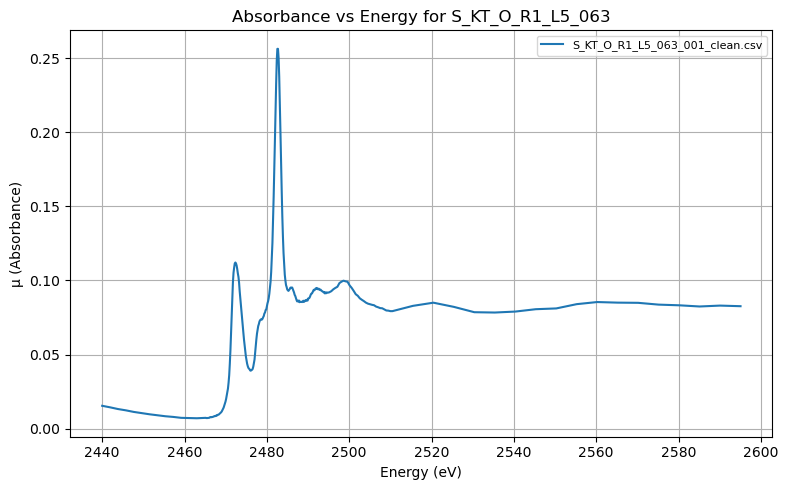 Absorbance vs Energy for S_KT_O_R1_L5_063
S_KT_O_R1_L5_063_001_clean.csv
0.25
0.20
0.15
0.10
0.05
0.00
μ (Absorbance)
2440 2460 2480 2500 2520 2540 2560 2580 2600
Energy (eV)